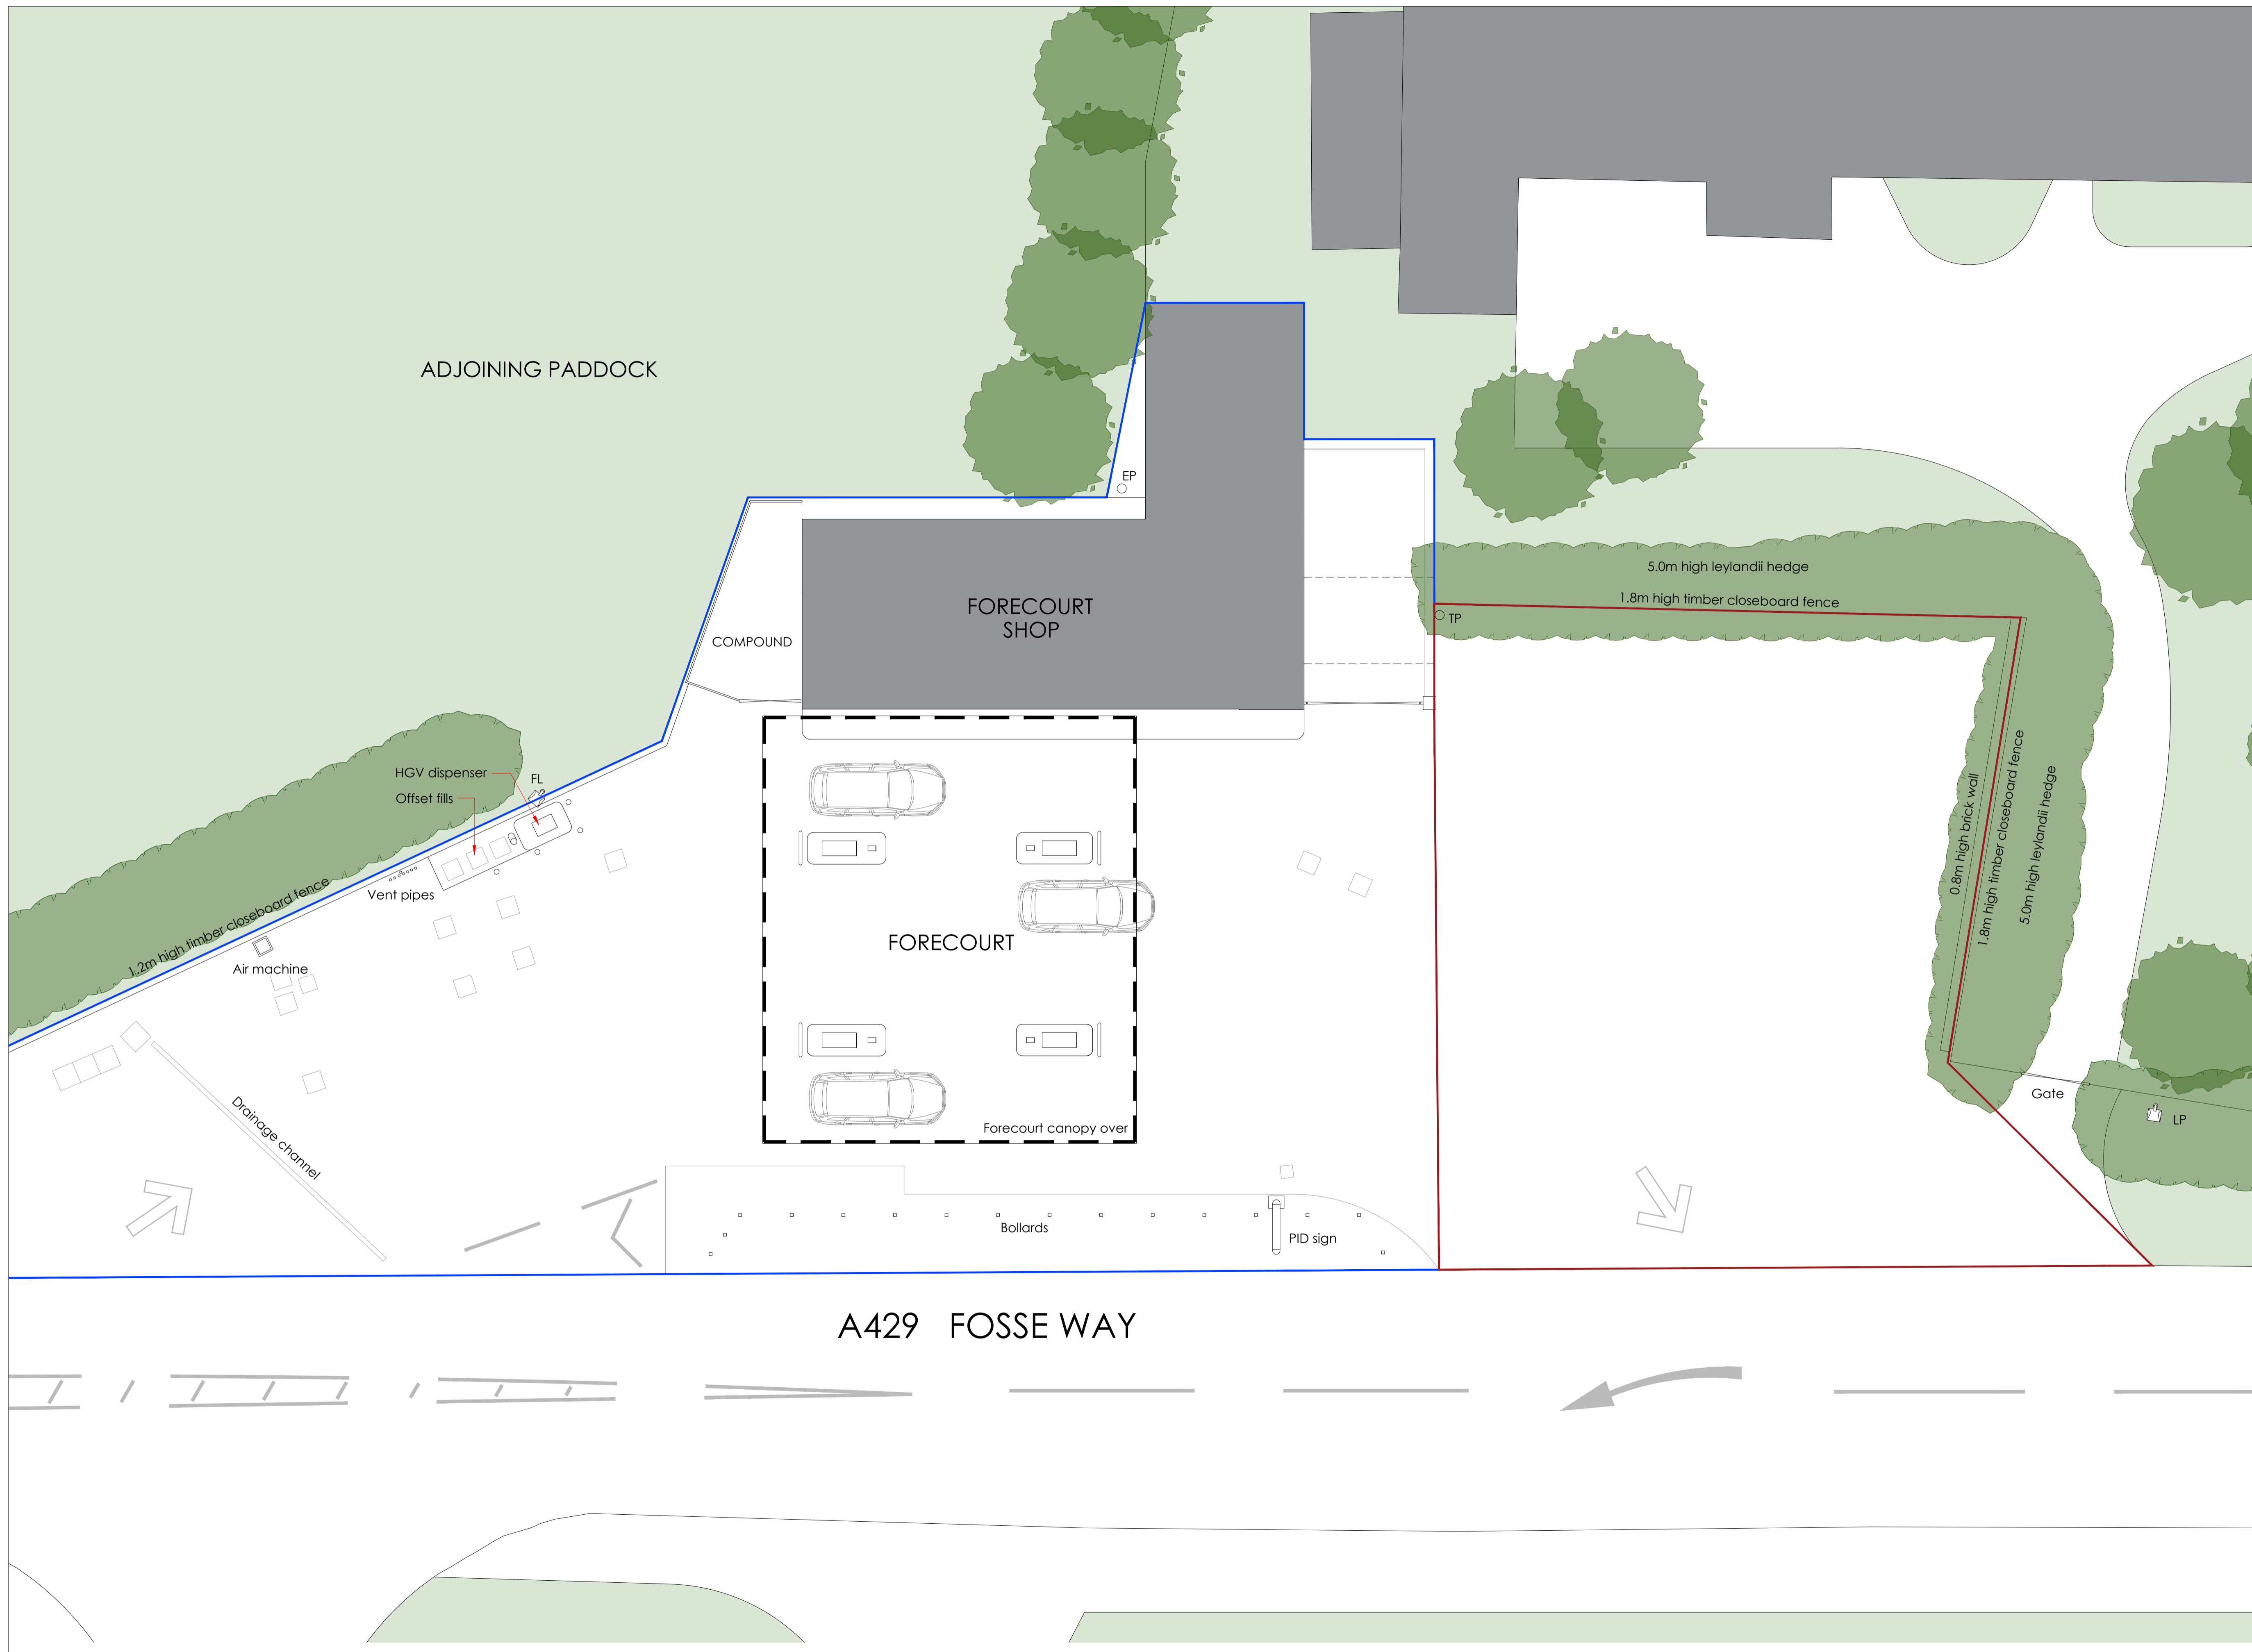 ADJOINING PADDOCK
EP
5.0m high leylandii hedge
1.8m high timber closeboard fence
TP
FORECOURT
SHOP
COMPOUND
HGV dispenser
FL
Offset fills
Vent pipes
1.2m high timber closeboard fence
Air machine
FORECOURT
0.8m high brick wall
1.8m high timber closeboard fence
5.0m high leylandii hedge
Drainage channel
Forecourt canopy over
Gate
LP
Bollards
PID sign
A429 FOSSE WAY